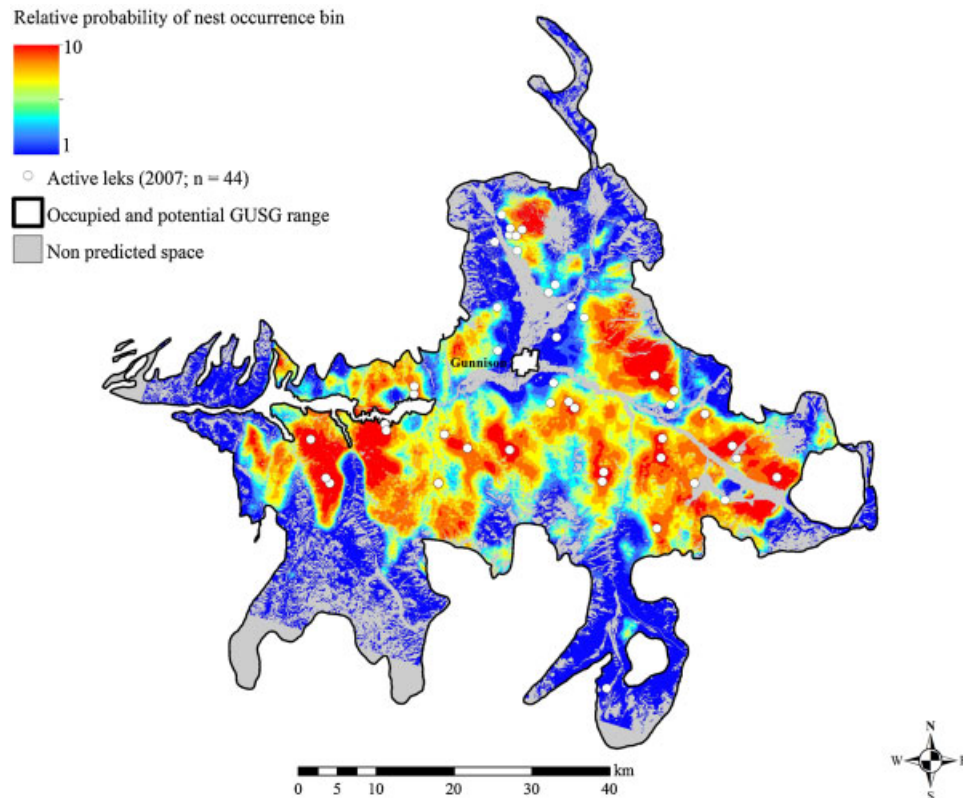 Relative probability of nest occurrence bin
10
1
Active leks (2007; n = 44)
Occupied and potential GUSG range
Non predicted space
Gunnison
N
W E
S
km
0 5 10 20 30 40